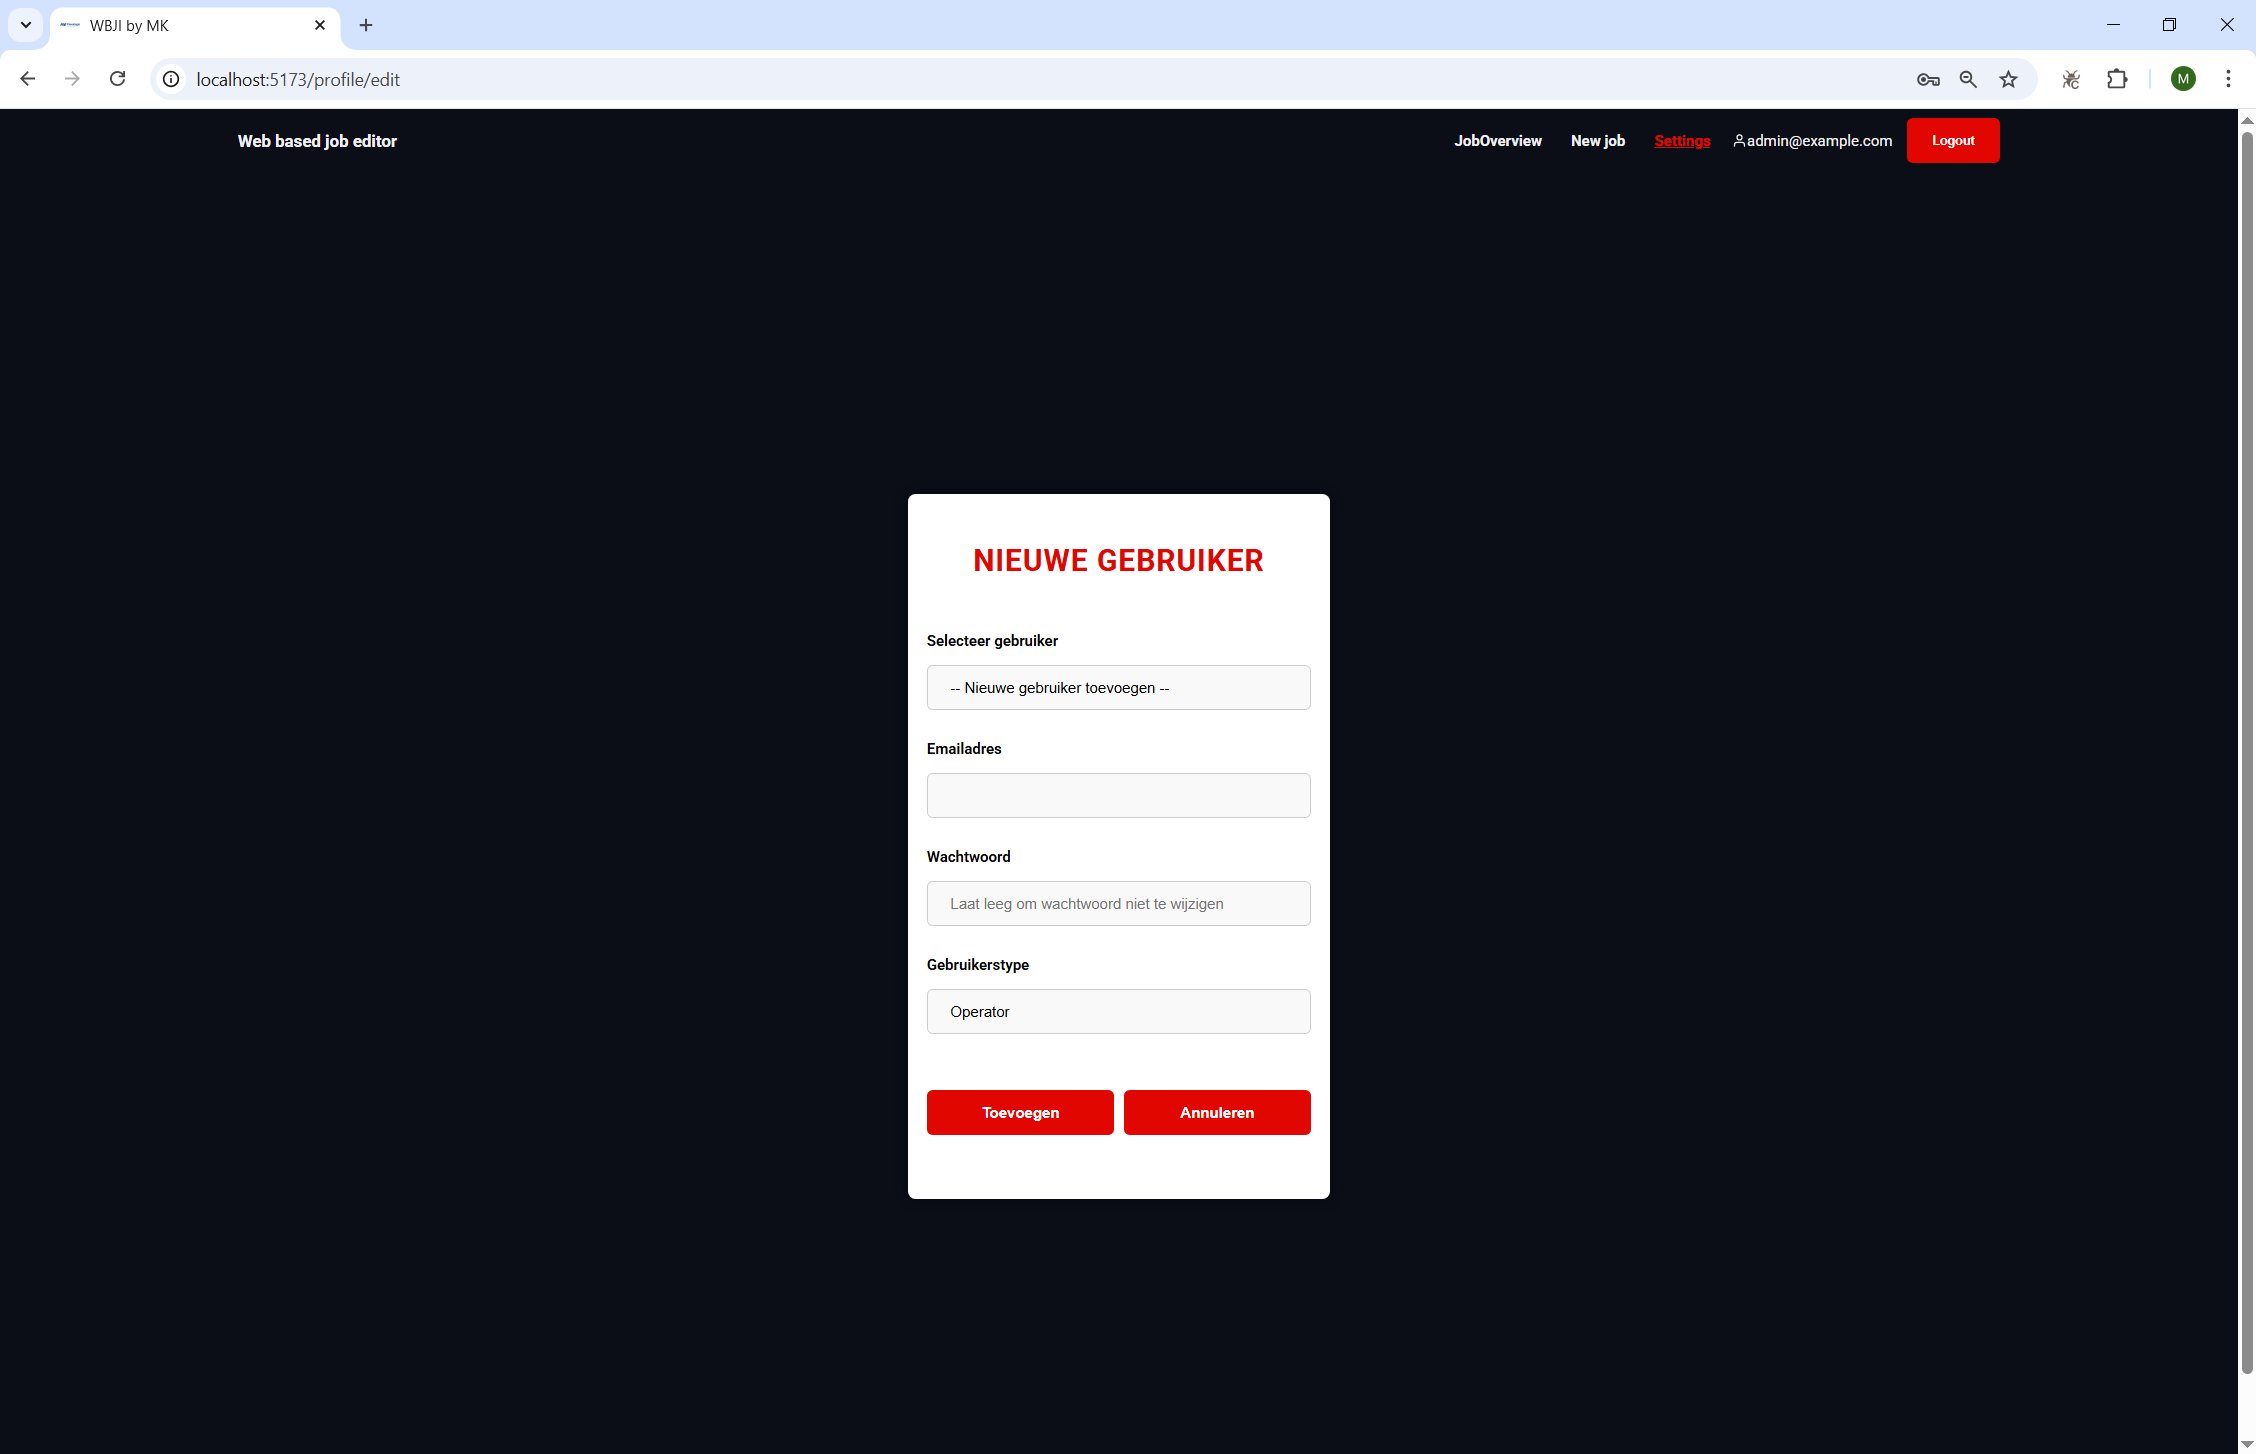 WBJI by MK
localhost:5173/profile/edit
M
Web based job editor
JobOverview
New job
Settings
admin@example.com
Logout
NIEUWE GEBRUIKER
Selecteer gebruiker
-- Nieuwe gebruiker toevoegen --
Emailadres
Wachtwoord
Laat leeg om wachtwoord niet te wijzigen
Gebruikerstype
Operator
Toevoegen
Annuleren